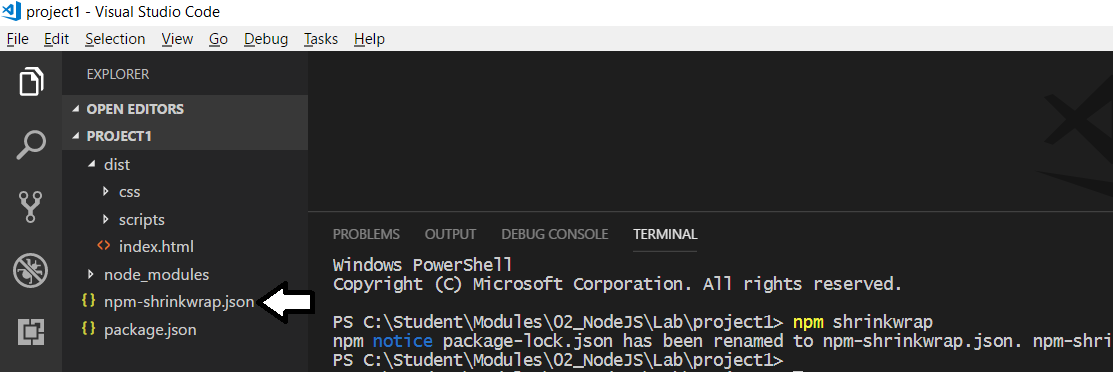 project1 - Visual Studio Code
File Edit Selection View Go Debug Tasks Help
EXPLORER
OPEN EDITORS
PROJECT1
dist
css
scripts
index.html
node_modules
npm-shrinkwrap.json
package.json
PROBLEMS OUTPUT DEBUG CONSOLE TERMINAL
Windows PowerShell
Copyright (C) Microsoft Corporation. All rights reserved.
PS C:\Student\Modules\02_NodeJS\Lab\project1> npm shrinkwrap
npm notice package-lock.json has been renamed to npm-shrinkwrap.json. npm-shri
PS C:\Student\Modules\02_NodeJS\Lab\project1>